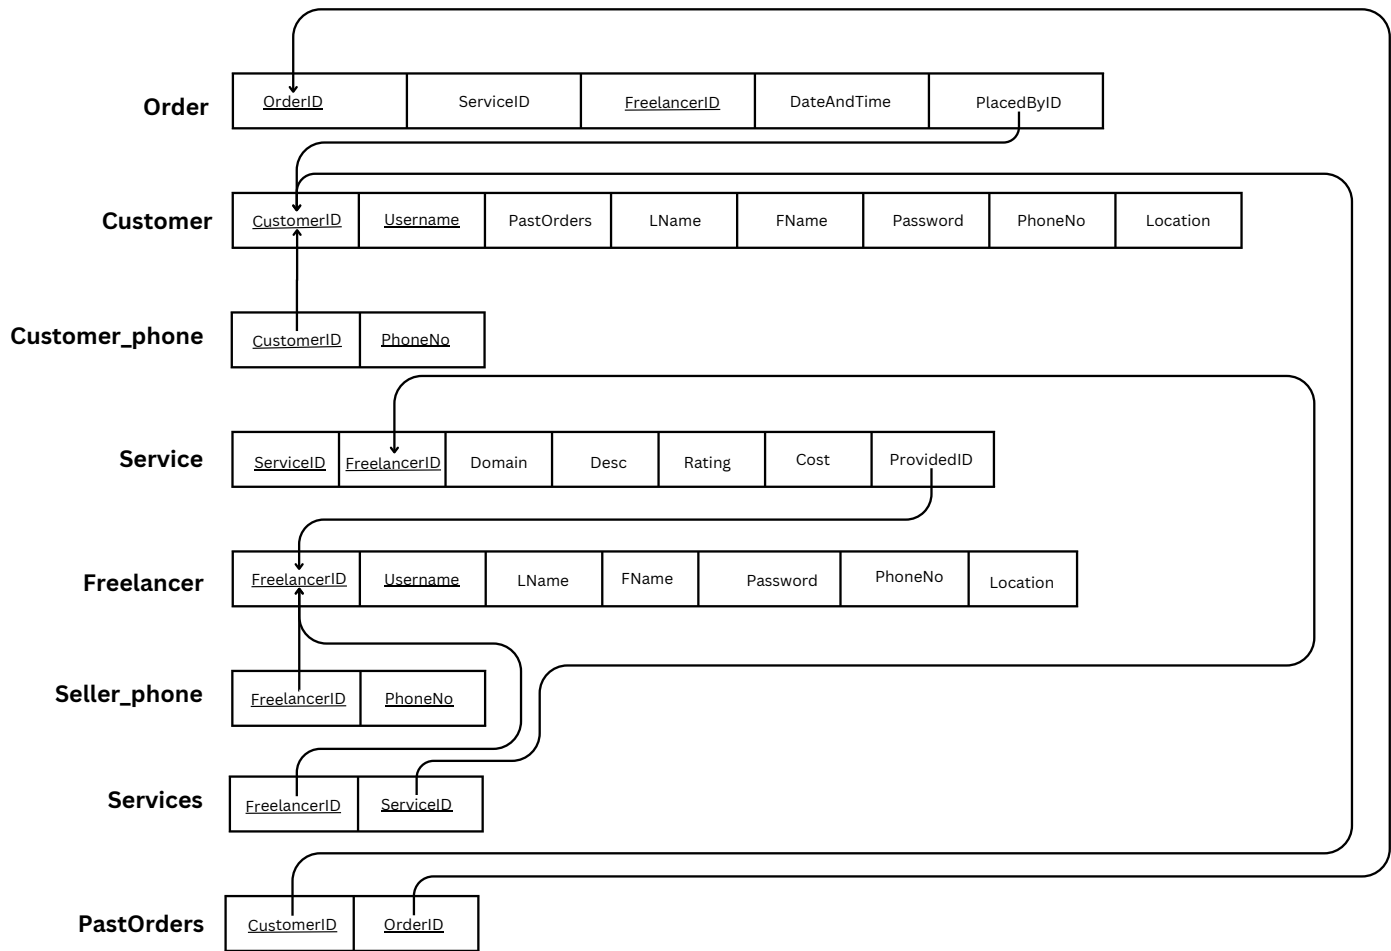 Order OrderID ServiceID FreelancerID DateAndTime PlacedByID
Customer CustomerID Username PastOrders LName FName Password PhoneNo Location
Customer_phone CustomerID PhoneNo
Service ServiceID FreelancerID Domain Desc Rating Cost ProvidedID
Freelancer FreelancerID Username LName FName Password PhoneNo Location
Seller_phone FreelancerID PhoneNo
Services FreelancerID ServiceID
PastOrders CustomerID OrderID